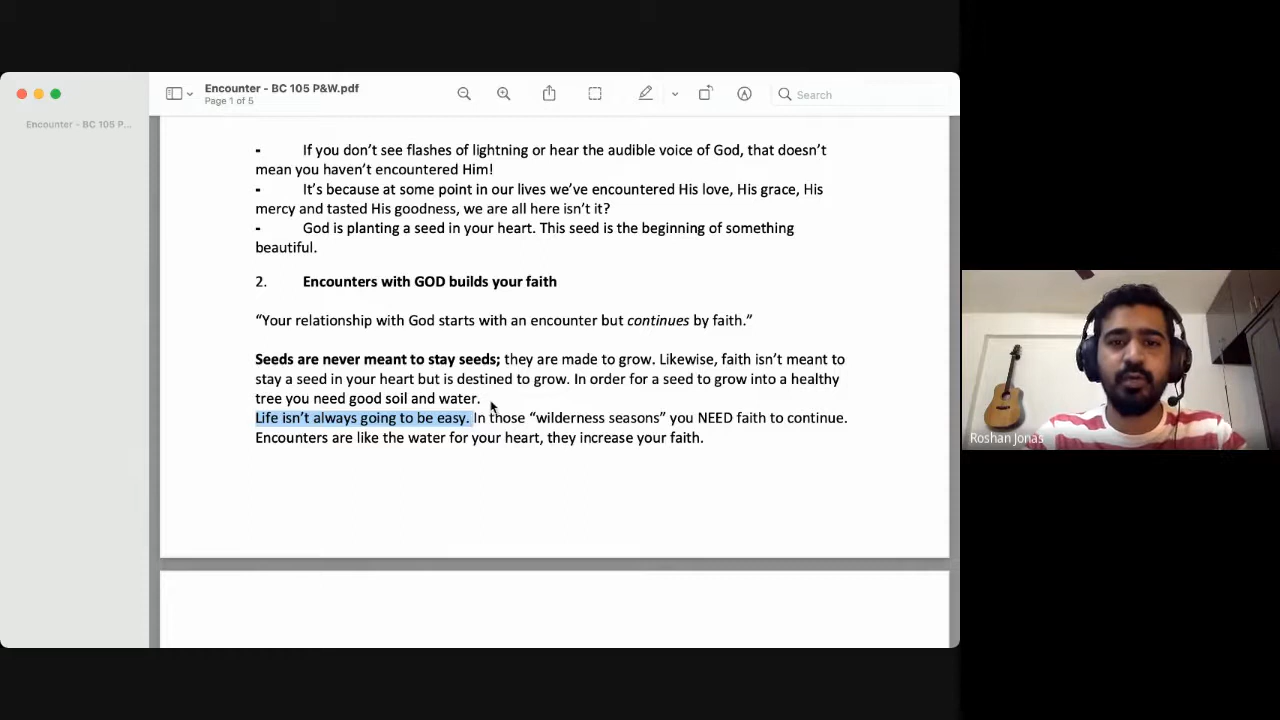 Encounter - BC 105 P&W.pdf
Page 1 of 5
Search
Encounter - BC 105 P...
- If you don’t see flashes of lightning or hear the audible voice of God, that doesn’t
mean you haven’t encountered Him!
- It’s because at some point in our lives we’ve encountered His love, His grace, His
mercy and tasted His goodness, we are all here isn’t it?
- God is planting a seed in your heart. This seed is the beginning of something
beautiful.
2. Encounters with GOD builds your faith
“Your relationship with God starts with an encounter but continues by faith.”
Seeds are never meant to stay seeds; they are made to grow. Likewise, faith isn’t meant to
stay a seed in your heart but is destined to grow. In order for a seed to grow into a healthy
tree you need good soil and water.
Life isn’t always going to be easy. In those “wilderness seasons” you NEED faith to continue.
Encounters are like the water for your heart, they increase your faith.
Roshan Jonas